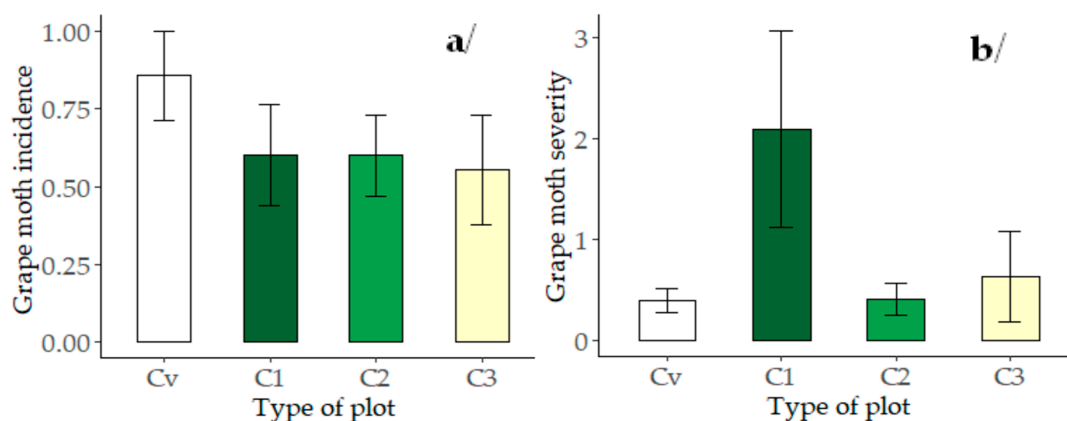 a/
Grape moth incidence
1.00
0.75
0.50
0.25
0.00
Cv C1 C2 C3
Type of plot
b/
Grape moth severity
3
2
1
0
Cv C1 C2 C3
Type of plot